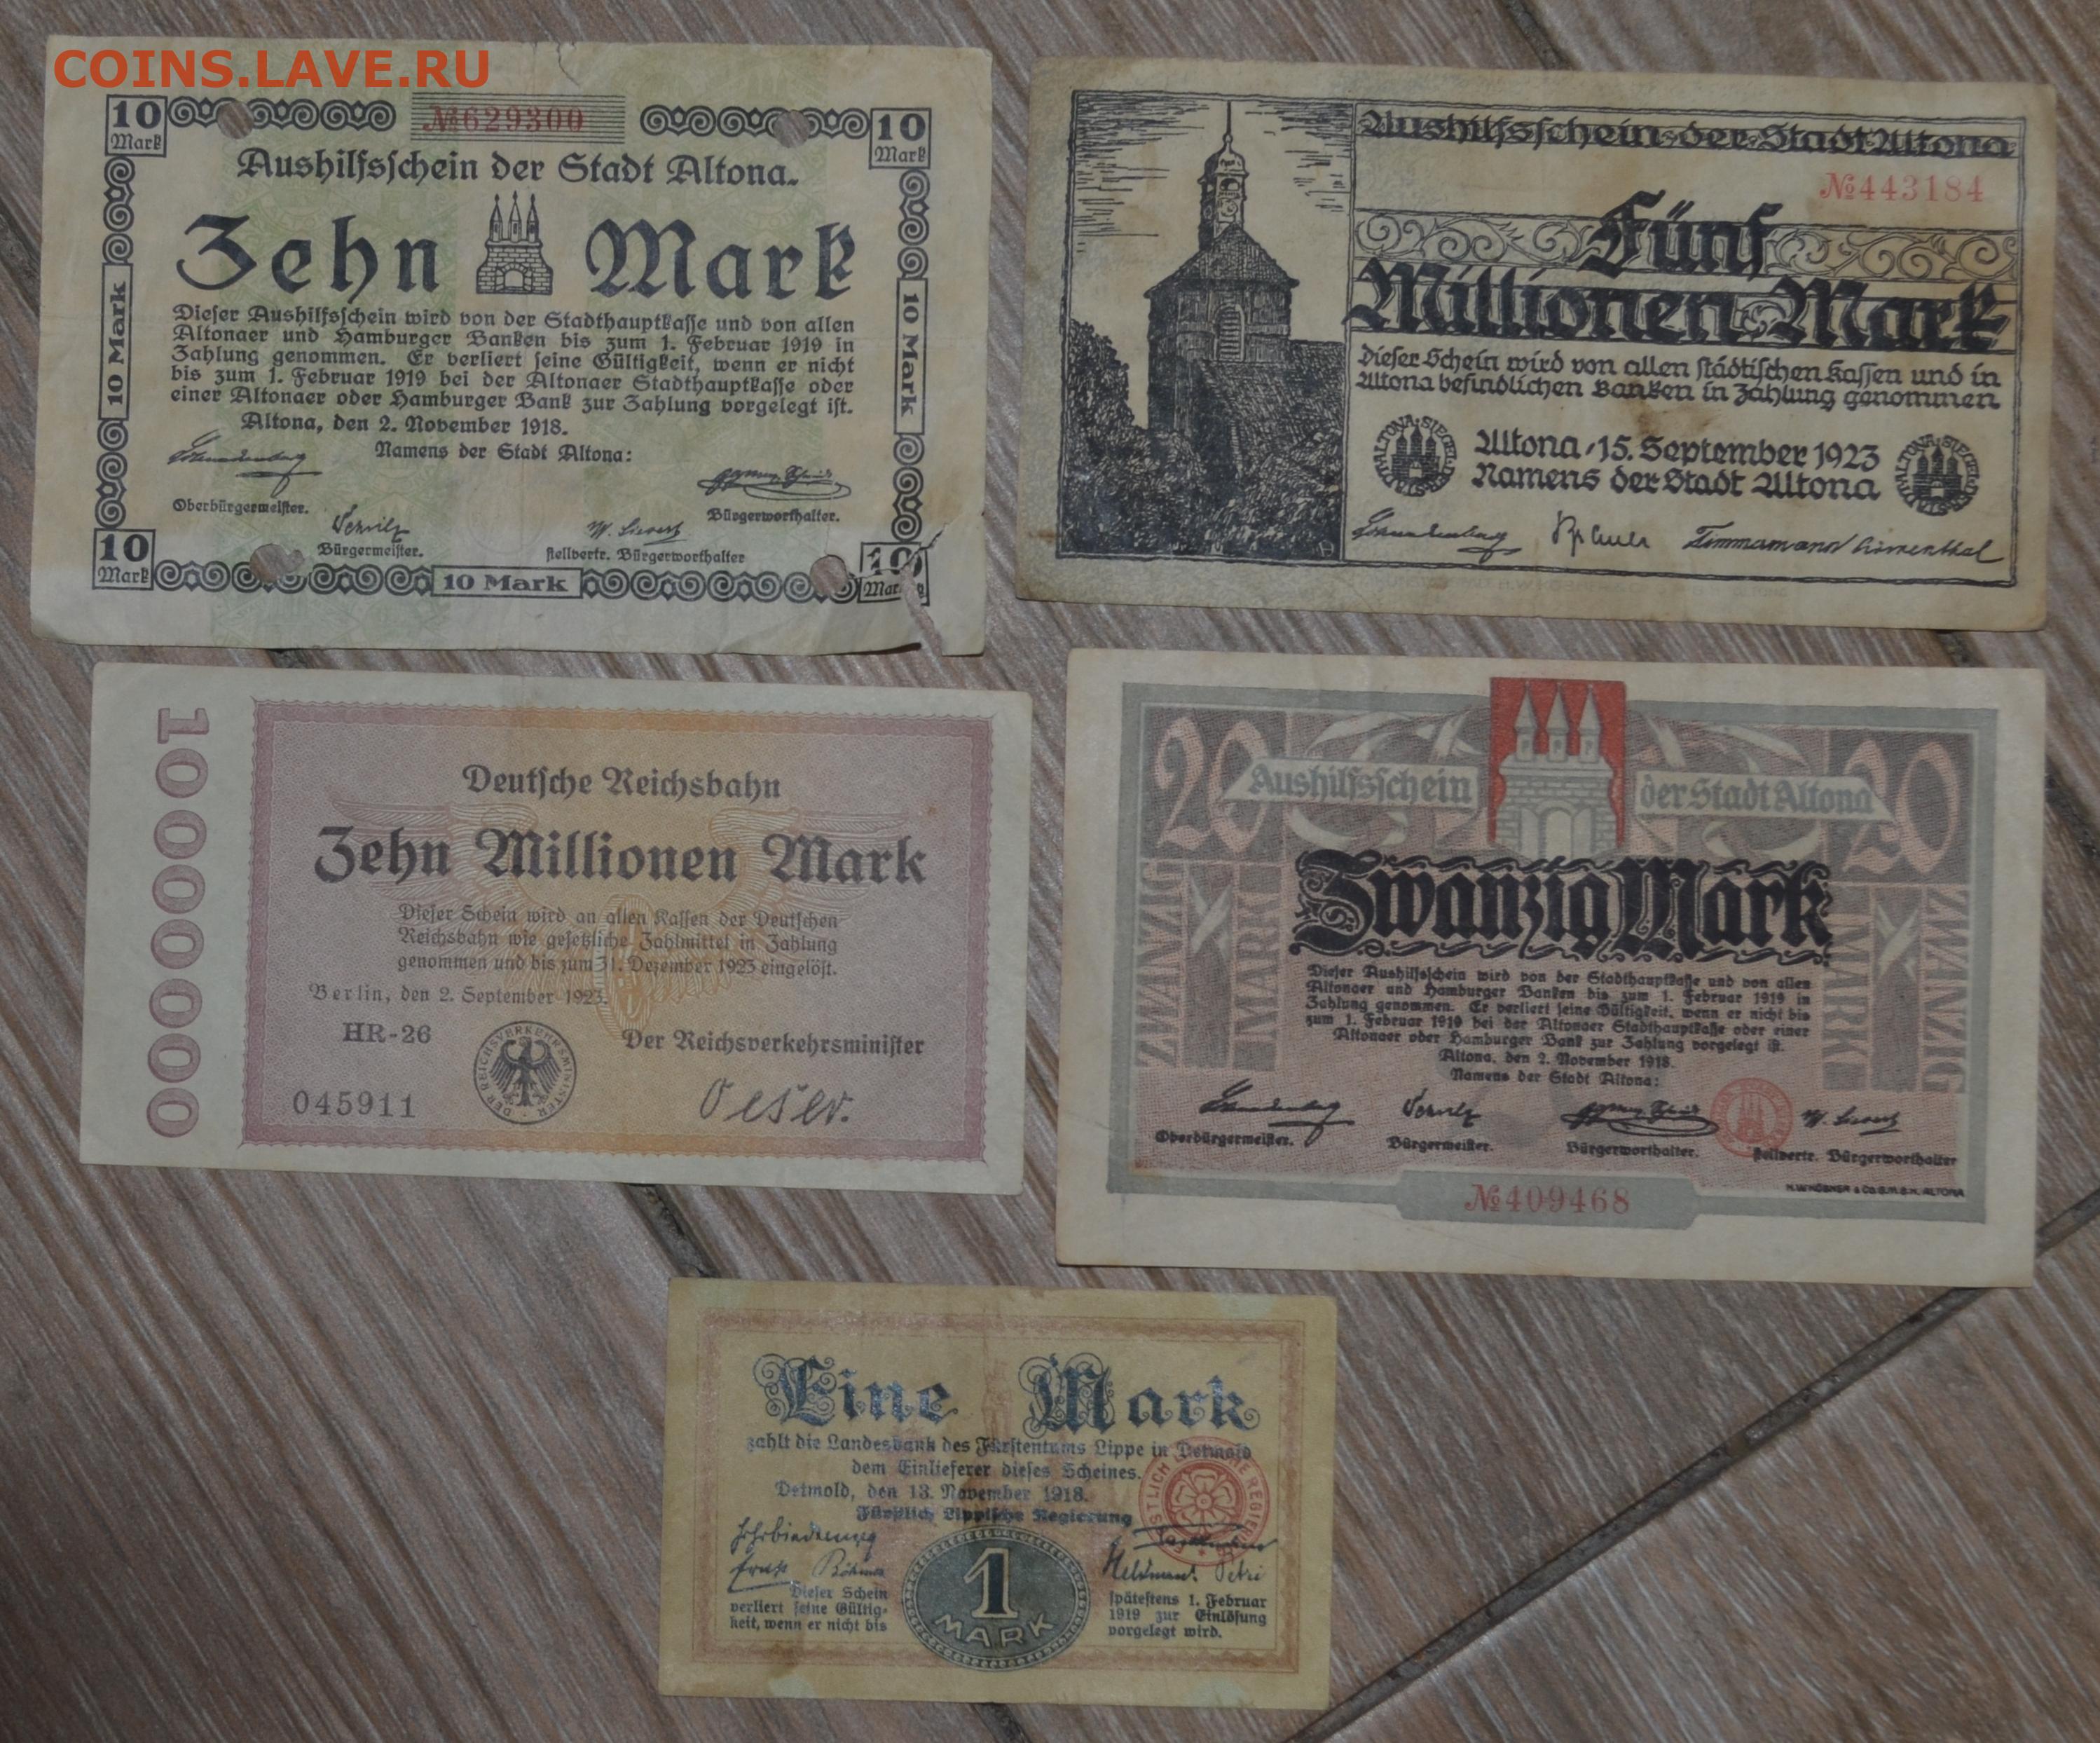 COINS.LAVE.RU
10 Mark
№629300
10 Mark
Aushilfsschein der Stadt Altona.
Zehn Mark
Dieser Aushilfsschein wird von der Stadthauptkasse und von allen
Altonaer und Hamburger Banken bis zum 1. Februar 1919 in
Zahlung genommen. Er verliert seine Gültigkeit, wenn er nicht
bis zum 1. Februar 1919 bei der Altonaer Stadthauptkasse oder
einer Altonaer oder Hamburger Bank zur Zahlung vorgelegt ist.
Altona, den 2. November 1918.
Namens der Stadt Altona:
10 Mark
10 Mark
Oberbürgermeister.
Bürgerworthalter.
Bürgermeister.
stellvertr. Bürgerworthalter
10 Mark
10 Mark
10 Mark
Aushilfsschein der Stadt Altona
№443184
Fünf
Millionen Mark
Dieser Schein wird von allen städtischen Kassen und in
Altona befindlichen Banken in Zahlung genommen
Altona, 15. September 1923
Namens der Stadt Altona
10000000
Deutsche Reichsbahn
Zehn Millionen Mark
Dieser Schein wird an allen Kassen der Deutschen
Reichsbahn wie gesetzliche Zahlmittel in Zahlung
genommen und bis zum 31. Dezember 1923 eingelöst.
Berlin, den 2. September 1923.
HR-26
Der Reichsverkehrsminister
DER REICHSVERKEHRSMINISTER
045911
Oeser.
20
20
Aushilfsschein
der Stadt Altona
Zwanzig Mark
ZWANZIG
MARK
MARK
ZWANZIG
Dieser Aushilfsschein wird von der Stadthauptkasse und von allen
Altonaer und Hamburger Banken bis zum 1. Februar 1919 in
Zahlung genommen. Er verliert seine Gültigkeit, wenn er nicht bis
zum 1. Februar 1919 bei der Altonaer Stadthauptkasse oder einer
Altonaer oder Hamburger Bank zur Zahlung vorgelegt ist.
Altona, den 2. November 1918.
Namens der Stadt Altona:
Oberbürgermeister.
Bürgermeister.
Bürgerworthalter.
stellvertr. Bürgerworthalter
№409468
Eine Mark
zahlt die Landesbank des Fürstentums Lippe in Detmold
dem Einlieferer dieses Scheines.
Detmold, den 13. November 1918.
Fürstlich Lippische Regierung
Dieser Schein
verliert seine Gültig-
keit, wenn er nicht bis
1
MARK
spätestens 1. Februar
1919 zur Einlösung
vorgelegt wird.